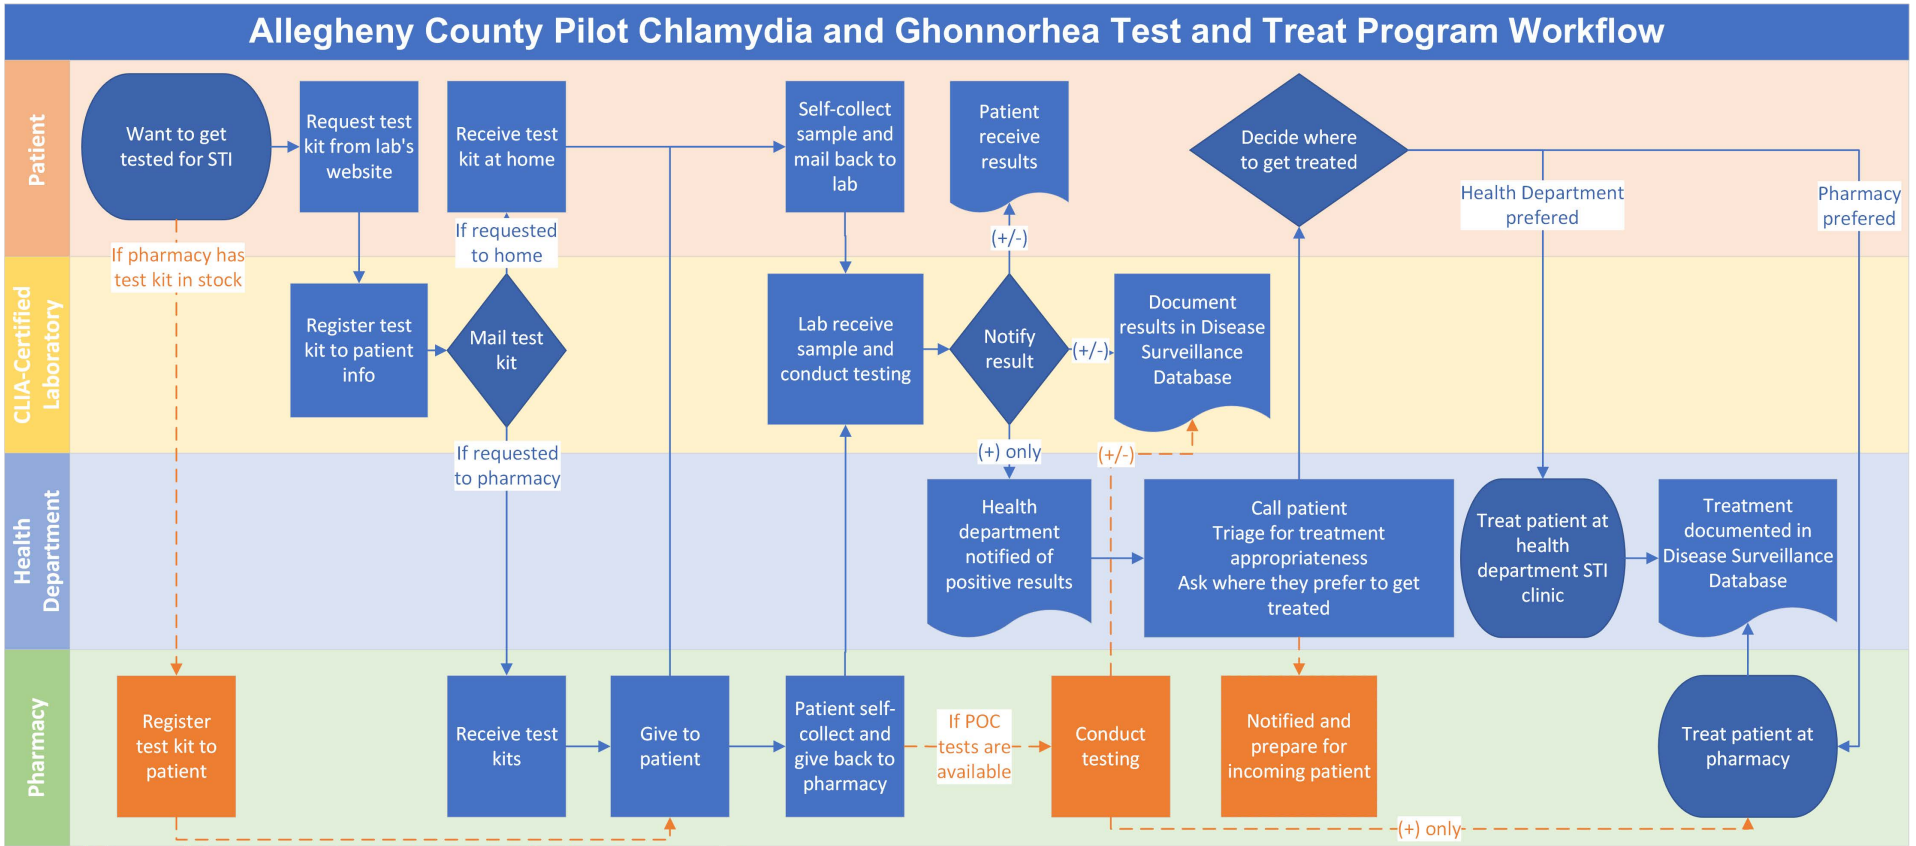 Allegheny County Pilot Chlamydia and Ghonnorhea Test and Treat Program Workflow
Patient
Want to get
tested for STI
Request test
kit from lab's
website
Receive test
kit at home
Self-collect
sample and
mail back to
lab
Patient
receive
results
Decide where
to get treated
Health Department
prefered
Pharmacy
prefered
If pharmacy has
test kit in stock
If requested
to home
(+/-)
CLIA-Certified
Laboratory
Register test
kit to patient
info
Mail test
kit
Lab receive
sample and
conduct testing
Notify
result
(+/-)
Document
results in Disease
Surveillance
Database
If requested
to pharmacy
(+) only
(+/-)
Health
Department
Health
department
notified of
positive results
Call patient
Triage for treatment
appropriateness
Ask where they prefer to get
treated
Treat patient at
health
department STI
clinic
Treatment
documented in
Disease Surveillance
Database
Pharmacy
Register
test kit to
patient
Receive test
kits
Give to
patient
Patient self-
collect and
give back to
pharmacy
If POC
tests are
available
Conduct
testing
Notified and
prepare for
incoming patient
Treat patient at
pharmacy
(+) only